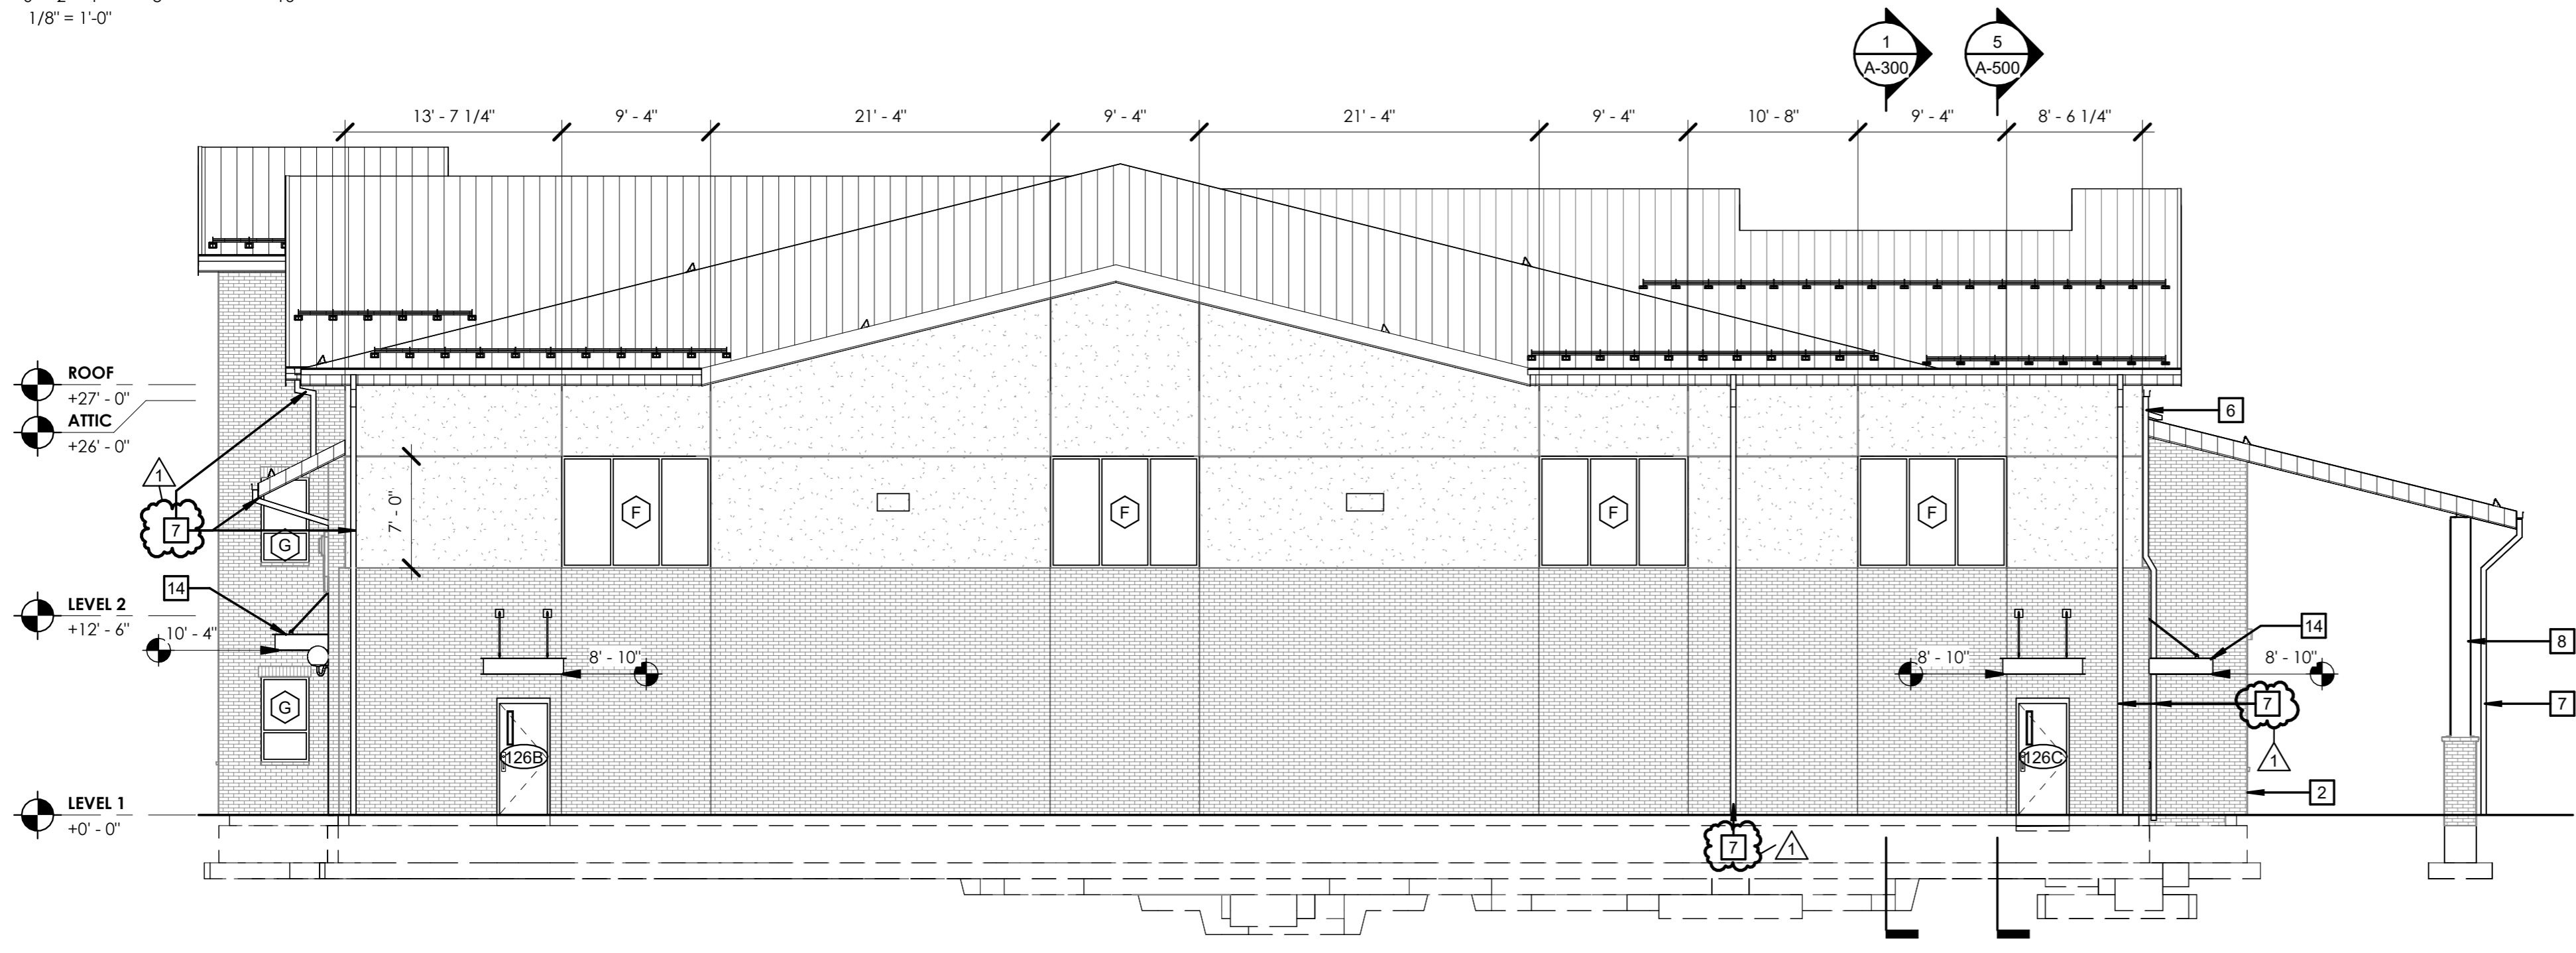 1/8" = 1'-0"
1
A-300
5
A-500
13' - 7 1/4"
9' - 4"
21' - 4"
9' - 4"
21' - 4"
9' - 4"
10' - 8"
9' - 4"
8' - 6 1/4"
ROOF
+27' - 0"
ATTIC
+26' - 0"
6
1
7
7' - 0"
F
F
F
F
G
14
LEVEL 2
+12' - 6"
10' - 4"
14
8
8' - 10"
8' - 10"
8' - 10"
G
7
7
126B
126C
1
2
LEVEL 1
+0' - 0"
7
1